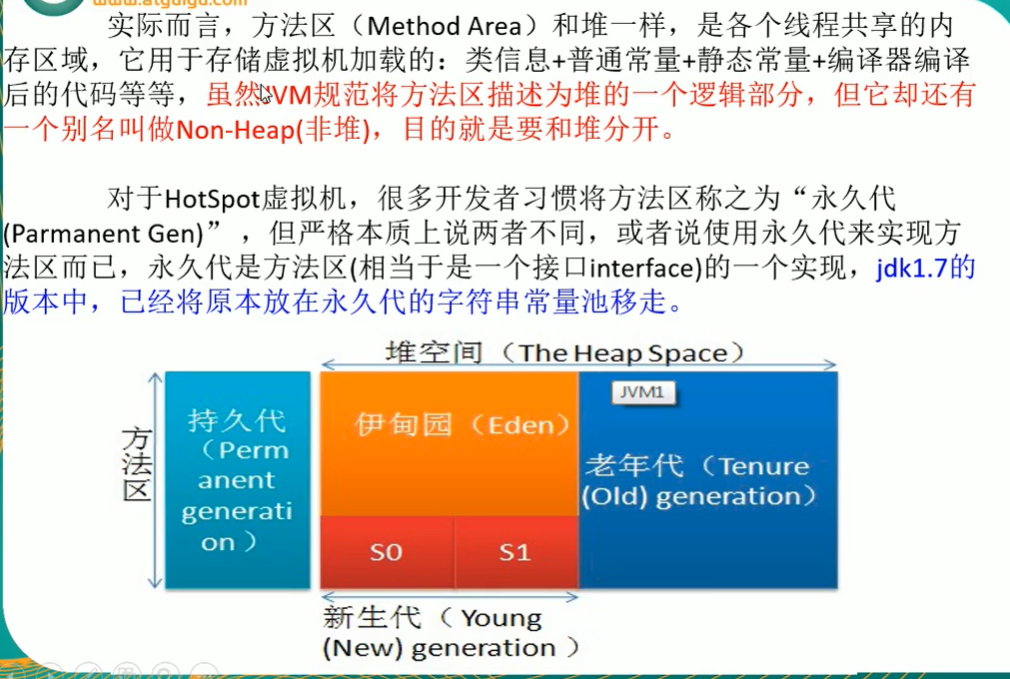 www.atguigu.com
实际而言，方法区（Method Area）和堆一样，是各个线程共享的内
存区域，它用于存储虚拟机加载的：类信息+普通常量+静态常量+编译器编译
后的代码等等，虽然JVM规范将方法区描述为堆的一个逻辑部分，但它却还有
一个别名叫做Non-Heap(非堆)，目的就是要和堆分开。
对于HotSpot虚拟机，很多开发者习惯将方法区称之为“永久代
(Parmanent Gen)” ，但严格本质上说两者不同，或者说使用永久代来实现方
法区而已，永久代是方法区(相当于是一个接口interface)的一个实现，jdk1.7的
版本中，已经将原本放在永久代的字符串常量池移走。
堆空间（The Heap Space）
方法区
持久代
（Perm
anent
generati
on）
伊甸园（Eden）
S0
S1
JVM1
老年代（Tenure
(Old) generation）
新生代（ Young
(New) generation ）